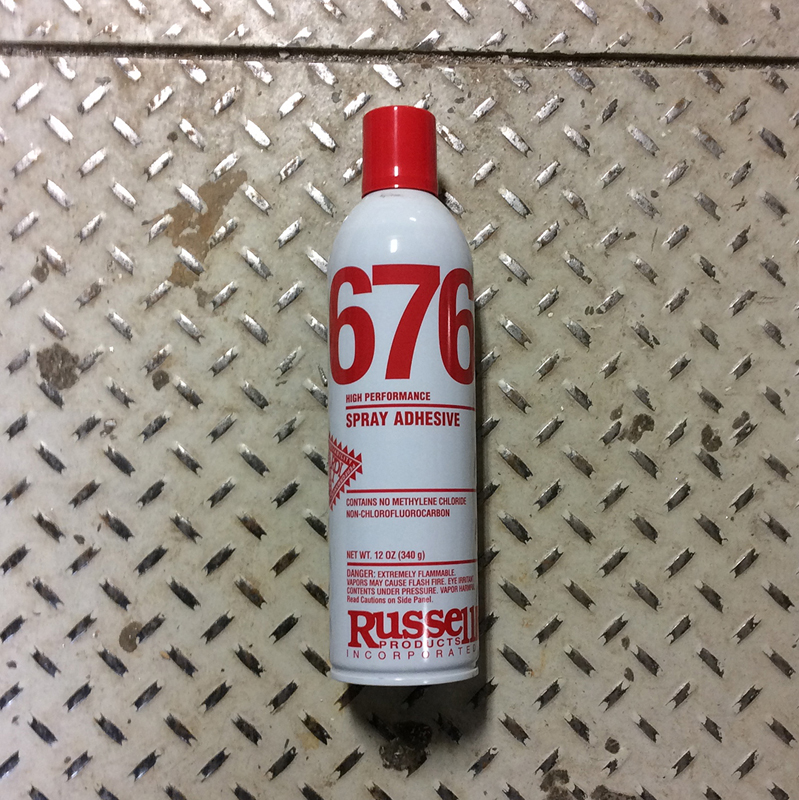 676
HIGH PERFORMANCE
SPRAY ADHESIVE
CONTAINS NO METHYLENE CHLORIDE
NON-CHLOROFLUOROCARBON
NET WT. 12 OZ (340 g)
DANGER: EXTREMELY FLAMMABLE.
VAPORS MAY CAUSE FLASH FIRE. EYE IRRITANT.
CONTENTS UNDER PRESSURE. VAPOR HARMFUL.
Read Cautions on Side Panel.
Russell
PRODUCTS
INCORPORATED